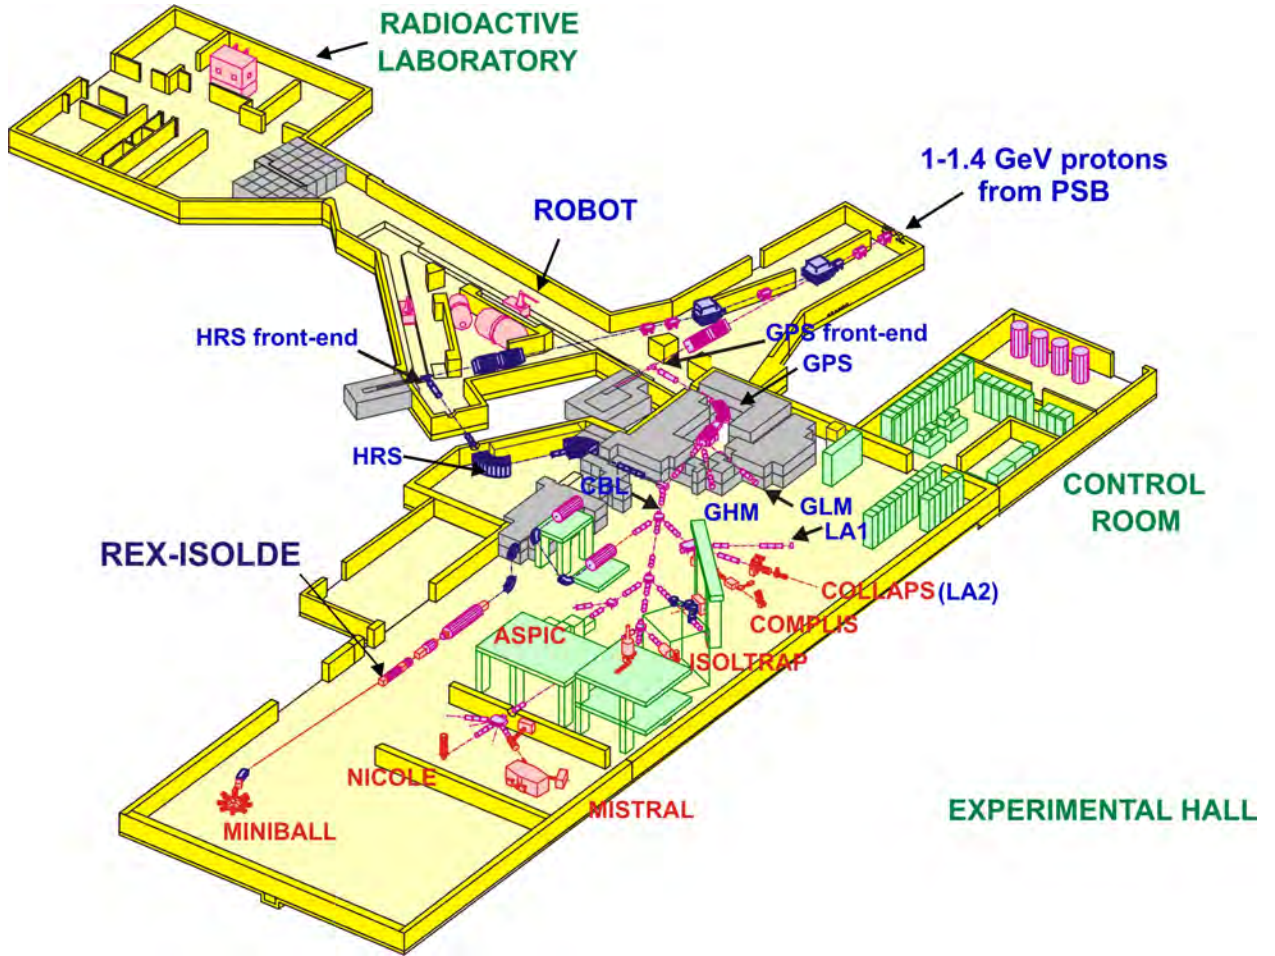 RADIOACTIVE
LABORATORY
1-1.4 GeV protons
from PSB
ROBOT
HRS front-end
GPS front-end
GPS
HRS
CBL
GHM
GLM
LA1
CONTROL
ROOM
REX-ISOLDE
COLLAPS(LA2)
COMPLIS
ASPIC
ISOLTRAP
NICOLE
MISTRAL
MINIBALL
EXPERIMENTAL HALL